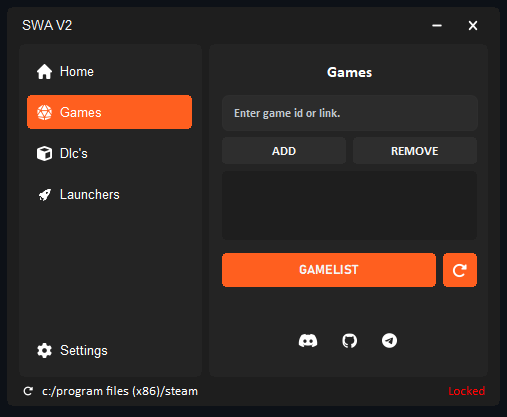 SWA V2
Home
Games
Dlc's
Launchers
Settings
Games
Enter game id or link.
ADD REMOVE
GAMELIST
c:/program files (x86)/steam
Locked